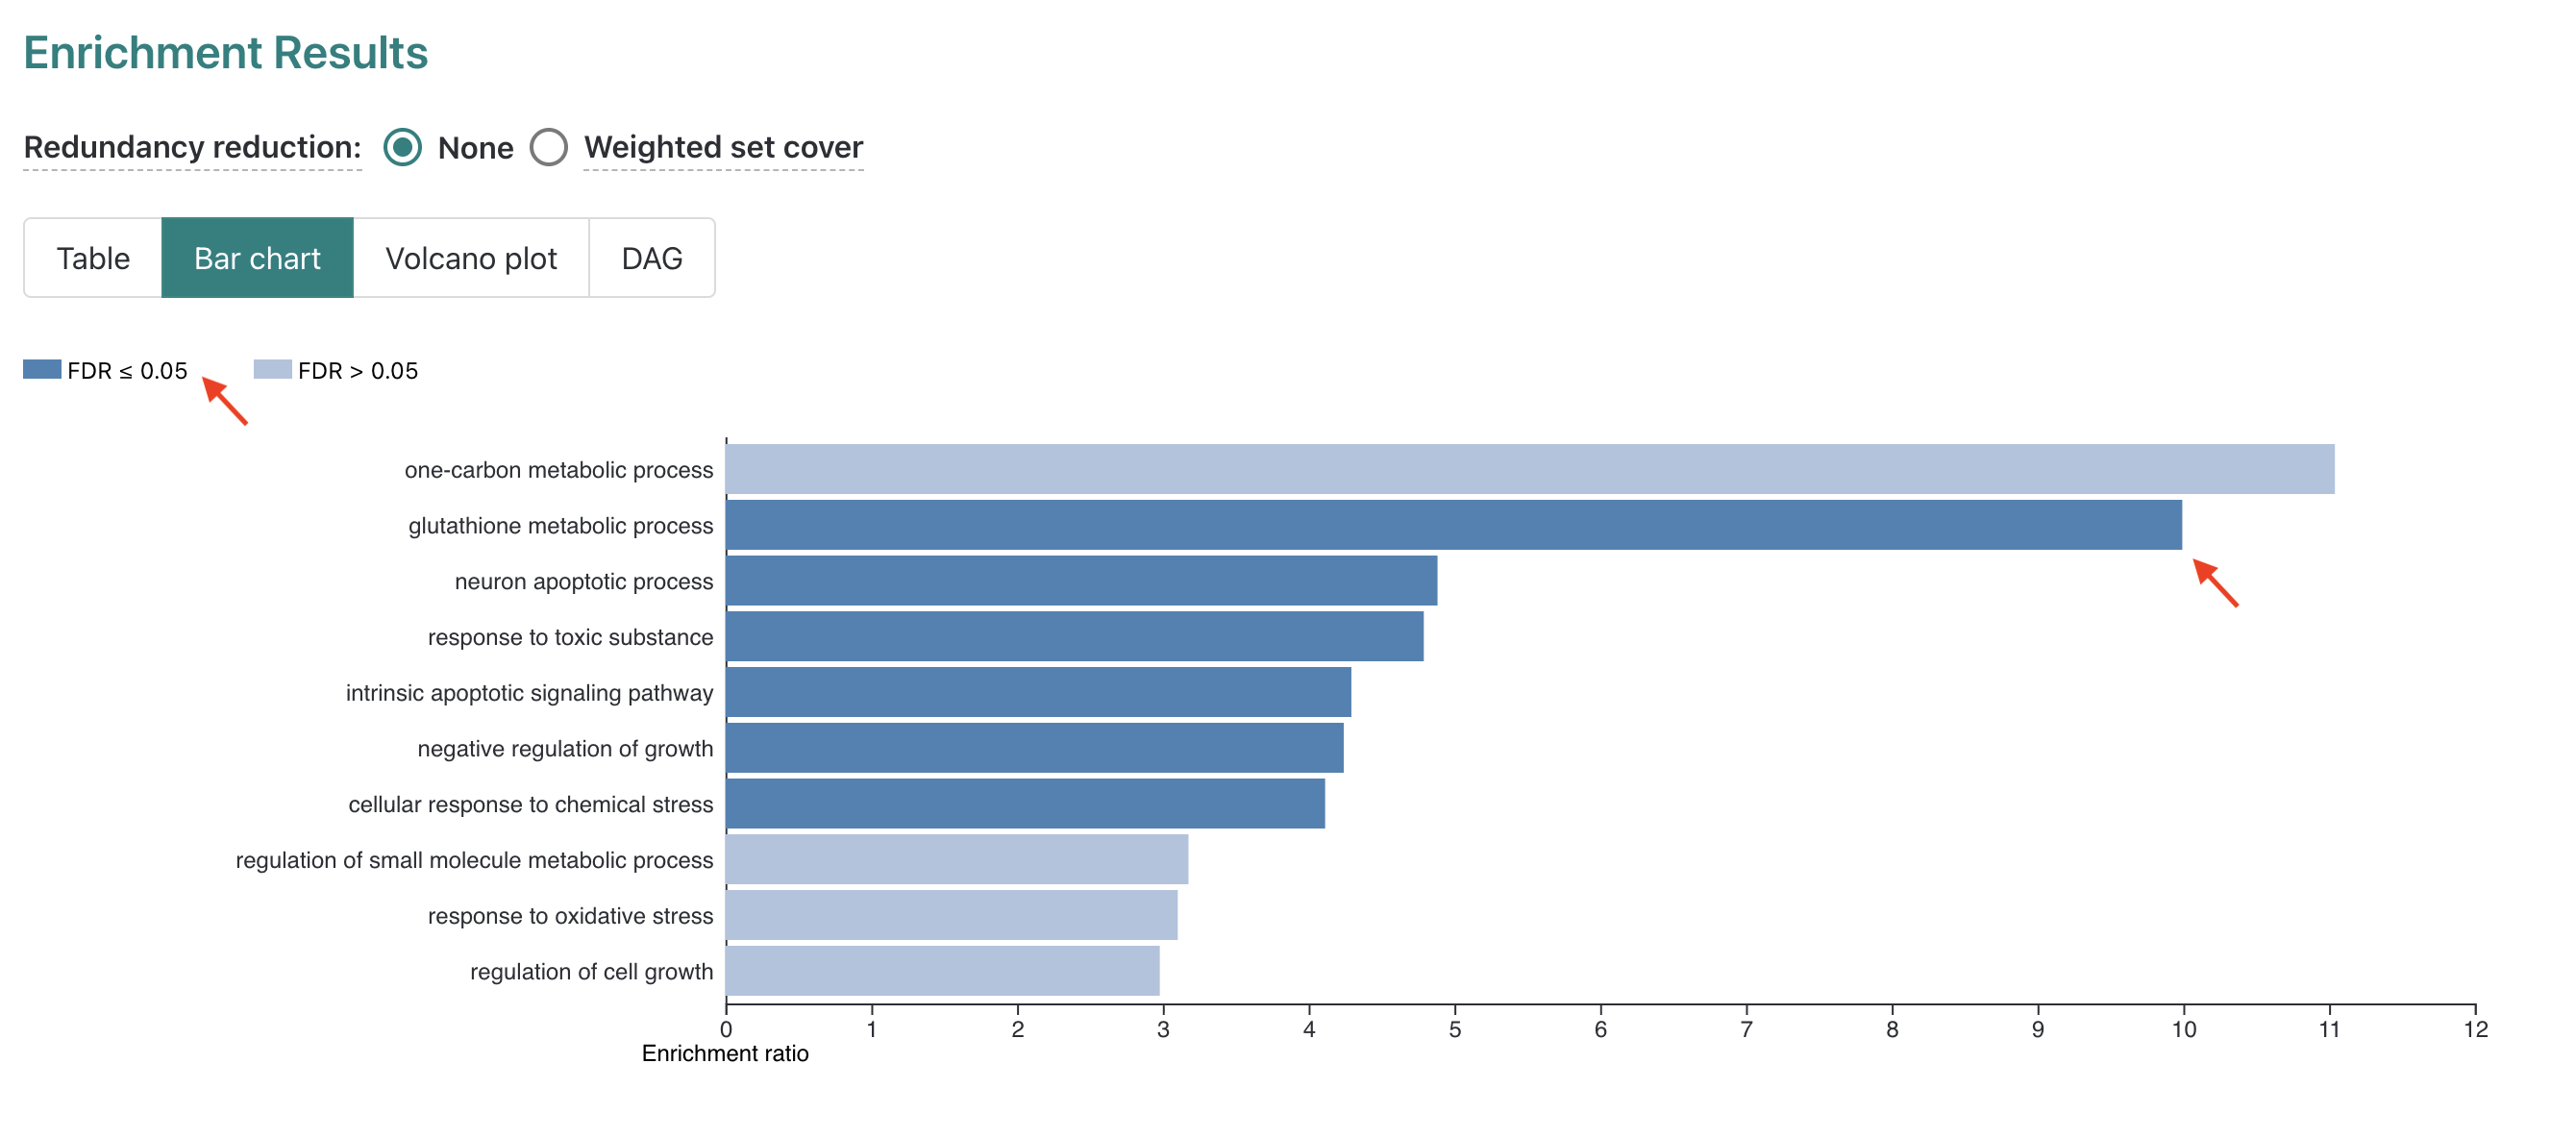 Enrichment Results
Redundancy reduction: None Weighted set cover
Table Bar chart Volcano plot DAG
FDR ≤ 0.05 FDR > 0.05
one-carbon metabolic process
glutathione metabolic process
neuron apoptotic process
response to toxic substance
intrinsic apoptotic signaling pathway
negative regulation of growth
cellular response to chemical stress
regulation of small molecule metabolic process
response to oxidative stress
regulation of cell growth
0 1 2 3 4 5 6 7 8 9 10 11 12
Enrichment ratio